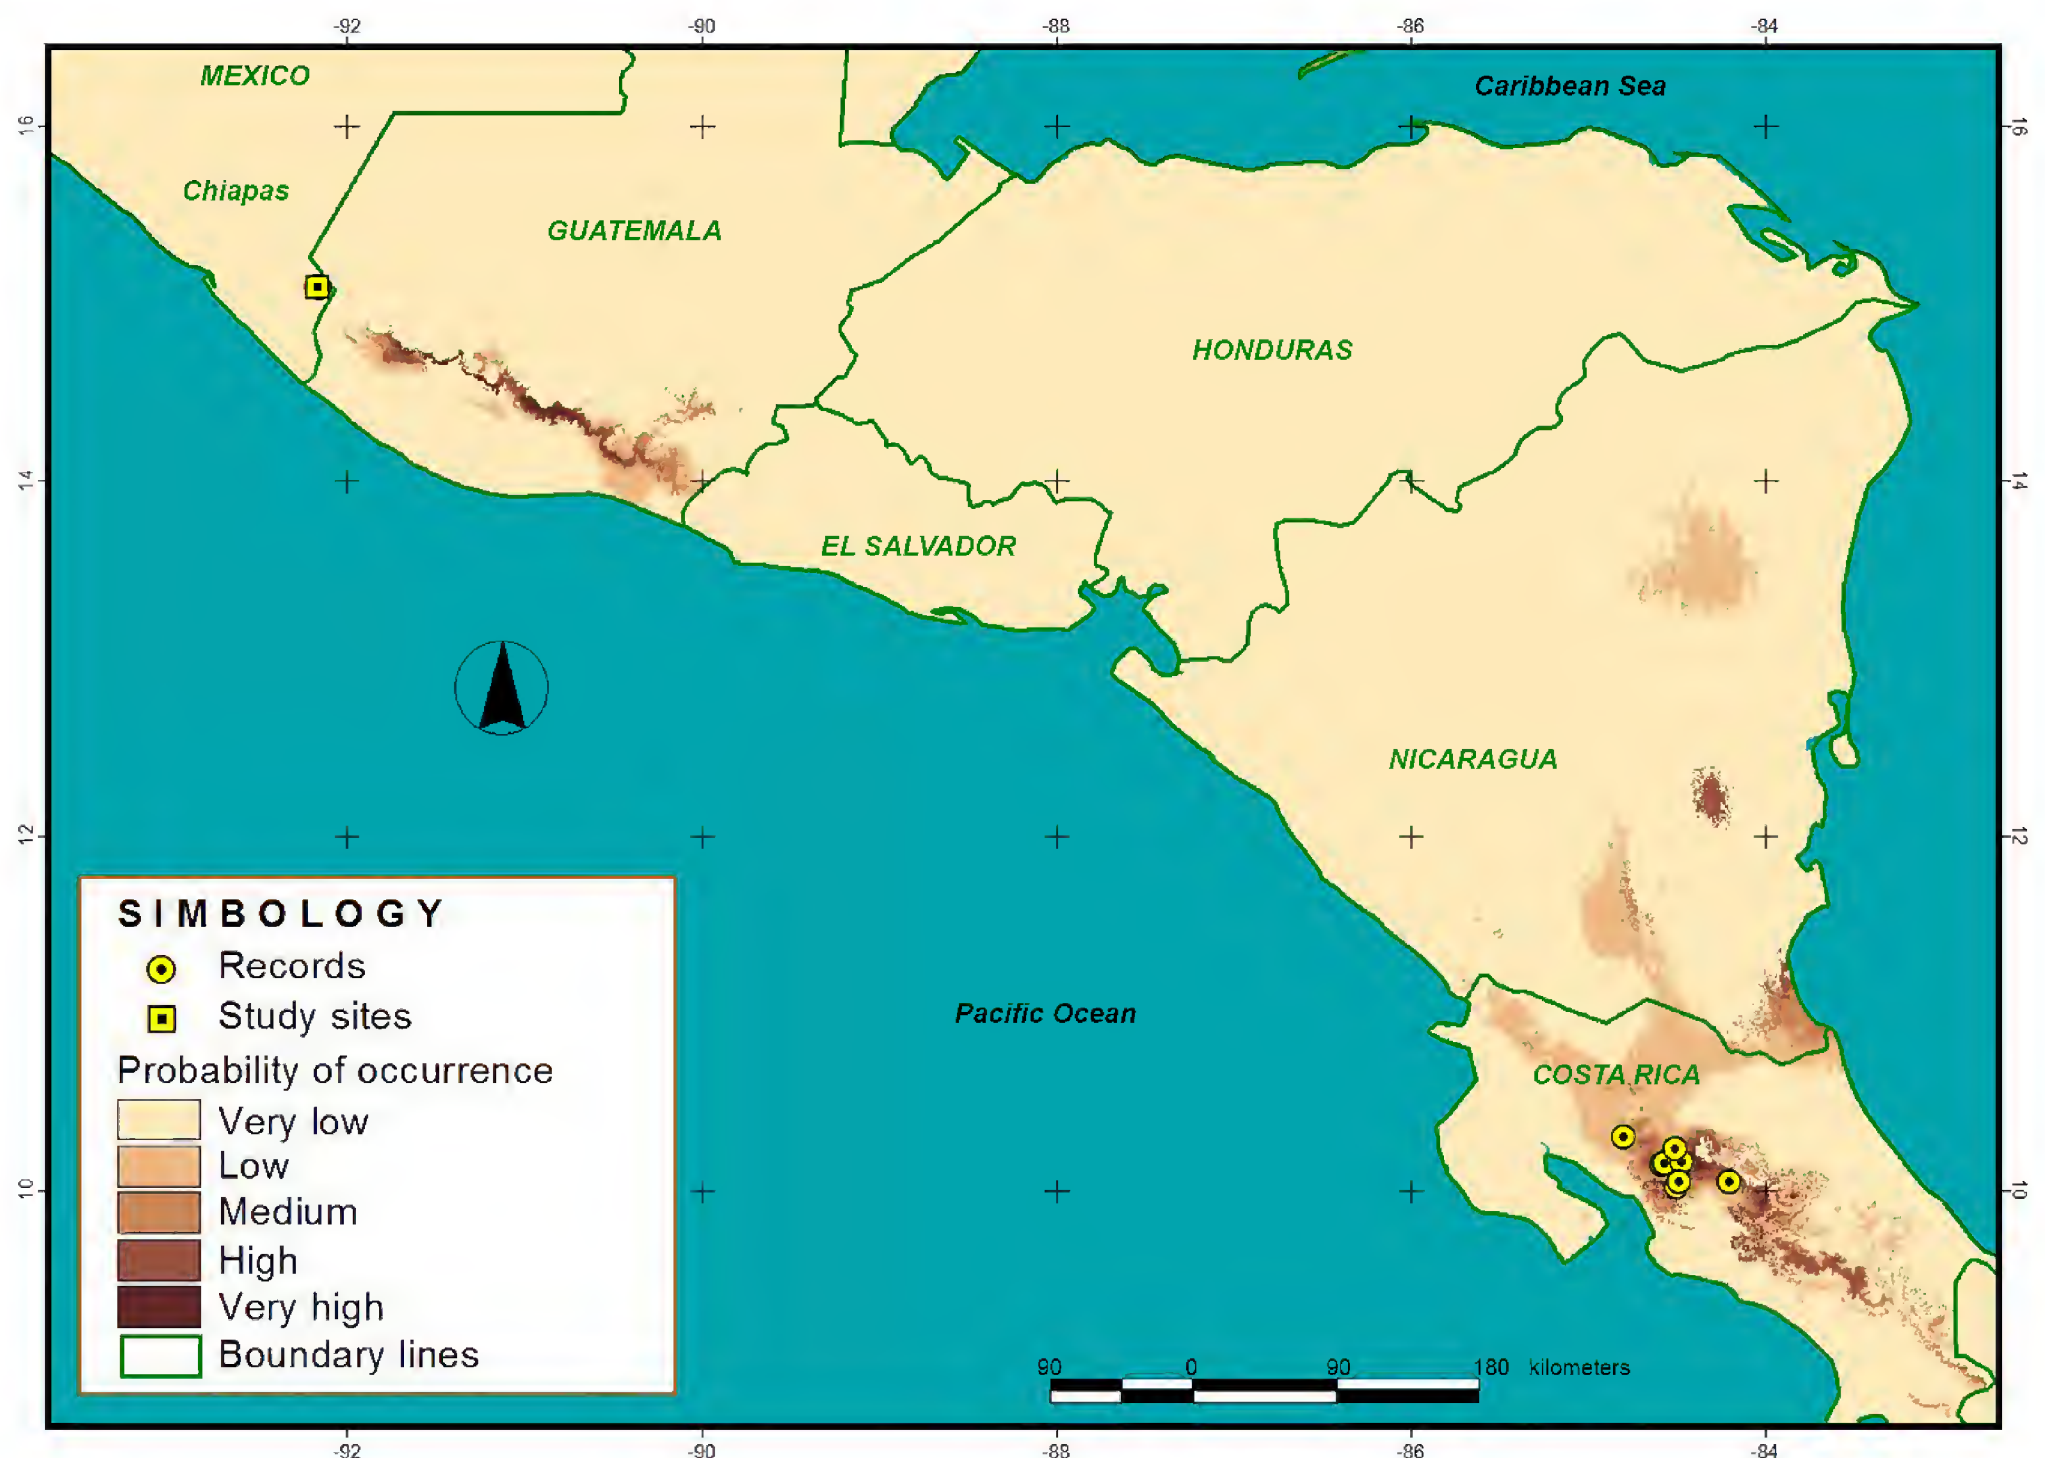 -92 -90 -88 -86 -84
MEXICO
Caribbean Sea
16 16
Chiapas
GUATEMALA
HONDURAS
14 14
EL SALVADOR
NICARAGUA
12 12
SIMBOLOGY
Records
Study sites
Probability of occurrence
Very low
Low
Medium
High
Very high
Boundary lines
Pacific Ocean
COSTA RICA
10 10
90 0 90 180 kilometers
-92 -90 -88 -86 -84